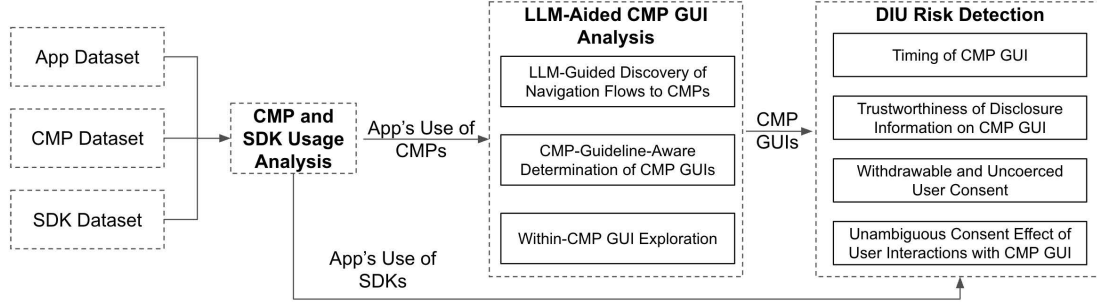 App Dataset
CMP Dataset
SDK Dataset
CMP and
SDK Usage
Analysis
App's Use of
CMPs
App's Use of
SDKs
LLM-Aided CMP GUI
Analysis
LLM-Guided Discovery of
Navigation Flows to CMPs
CMP-Guideline-Aware
Determination of CMP GUIs
Within-CMP GUI Exploration
CMP
GUIs
DIU Risk Detection
Timing of CMP GUI
Trustworthiness of Disclosure
Information on CMP GUI
Withdrawable and Uncoerced
User Consent
Unambiguous Consent Effect of
User Interactions with CMP GUI